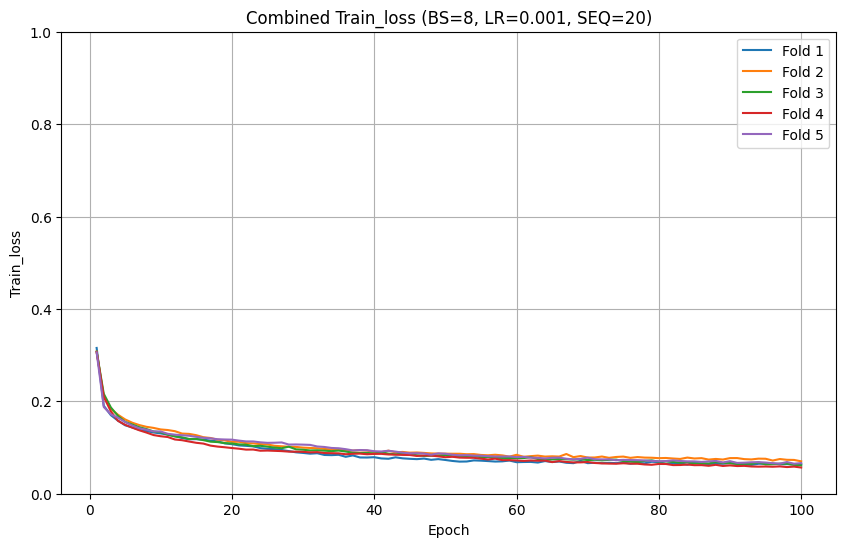 Combined Train_loss (BS=8, LR=0.001, SEQ=20)
1.0
0.8
0.6
0.4
0.2
0.0
Train_loss
Fold 1
Fold 2
Fold 3
Fold 4
Fold 5
0 20 40 60 80 100
Epoch